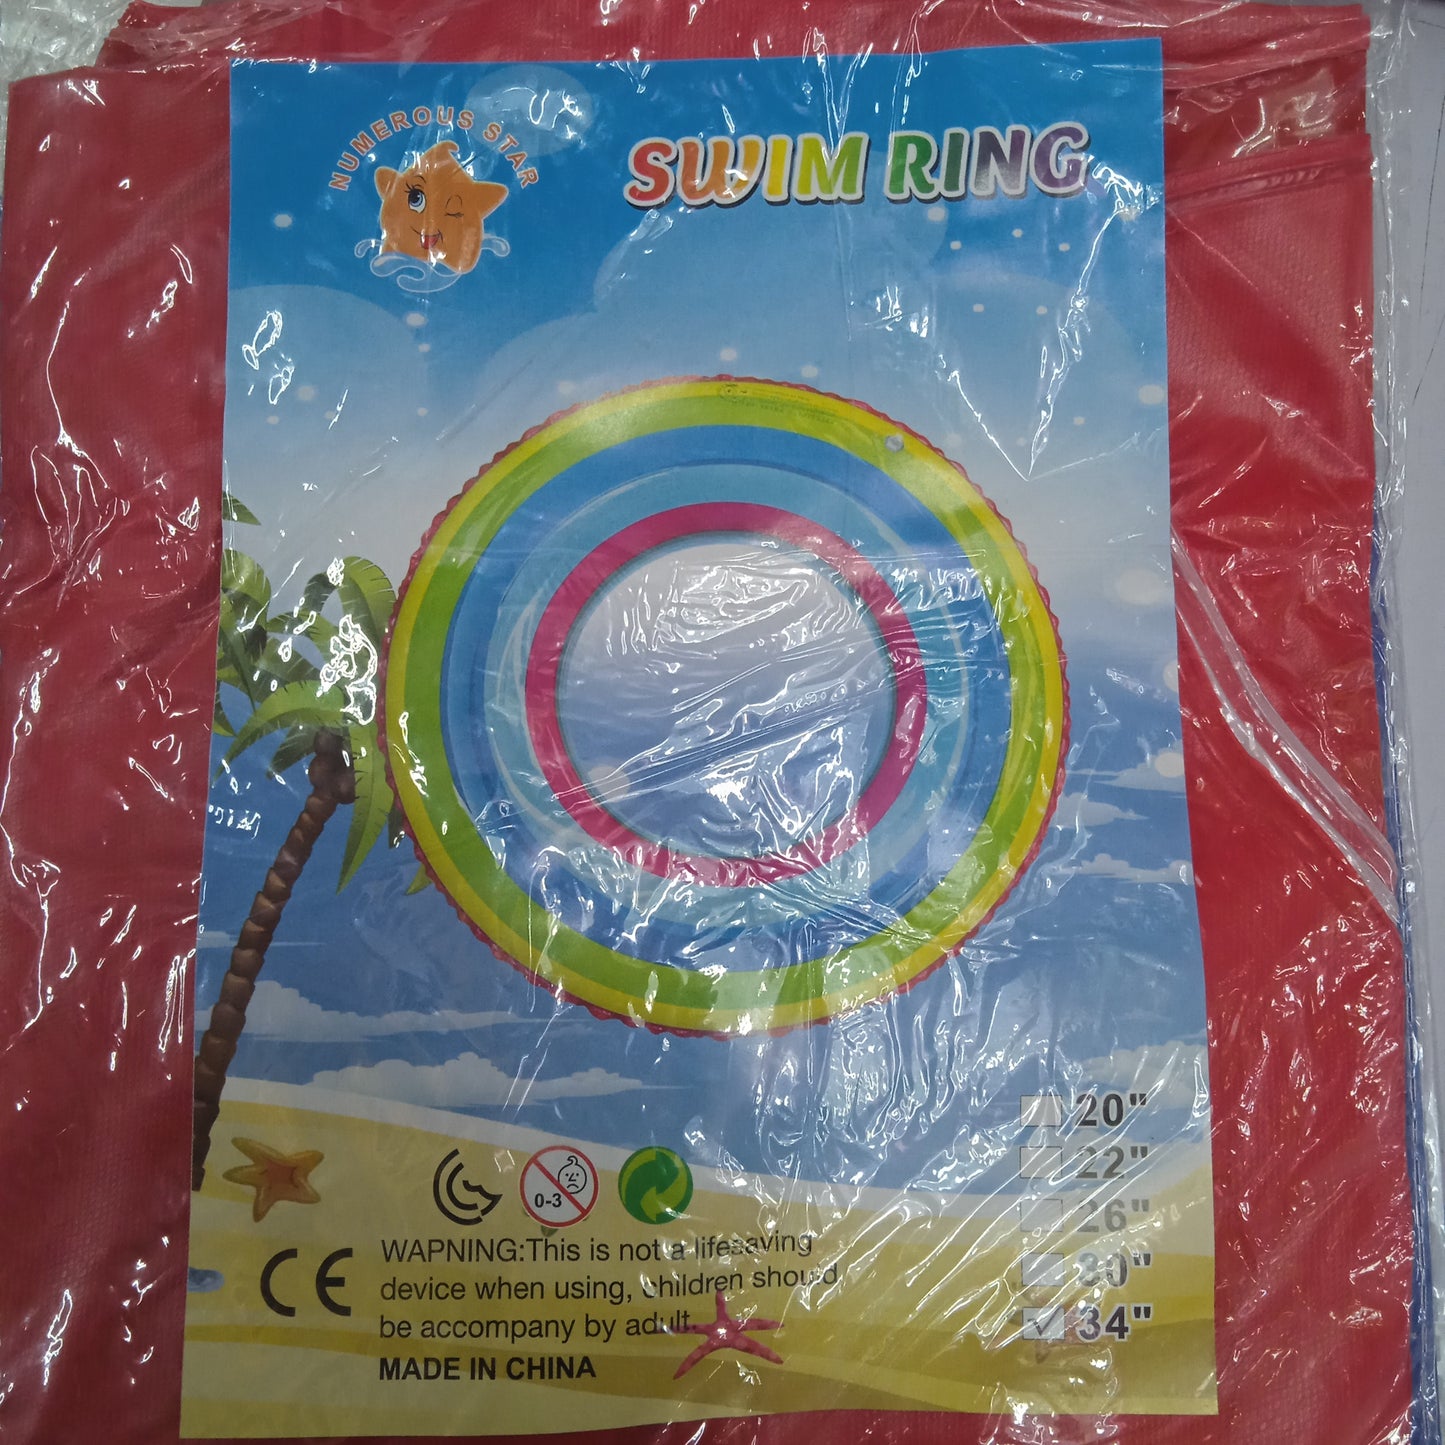 NUMEROUS STAR
SWIM RING
20"
22"
26"
30"
34"
0-3
CE
WAPNING:This is not a lifesaving
device when using, children should
be accompany by adult.
MADE IN CHINA